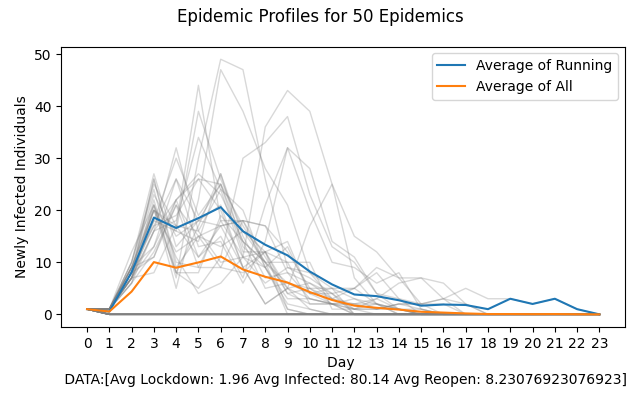 Epidemic Profiles for 50 Epidemics
Newly Infected Individuals
50
40
30
20
10
0
Average of Running
Average of All
0 1 2 3 4 5 6 7 8 9 10 11 12 13 14 15 16 17 18 19 20 21 22 23
Day
DATA:[Avg Lockdown: 1.96 Avg Infected: 80.14 Avg Reopen: 8.23076923076923]